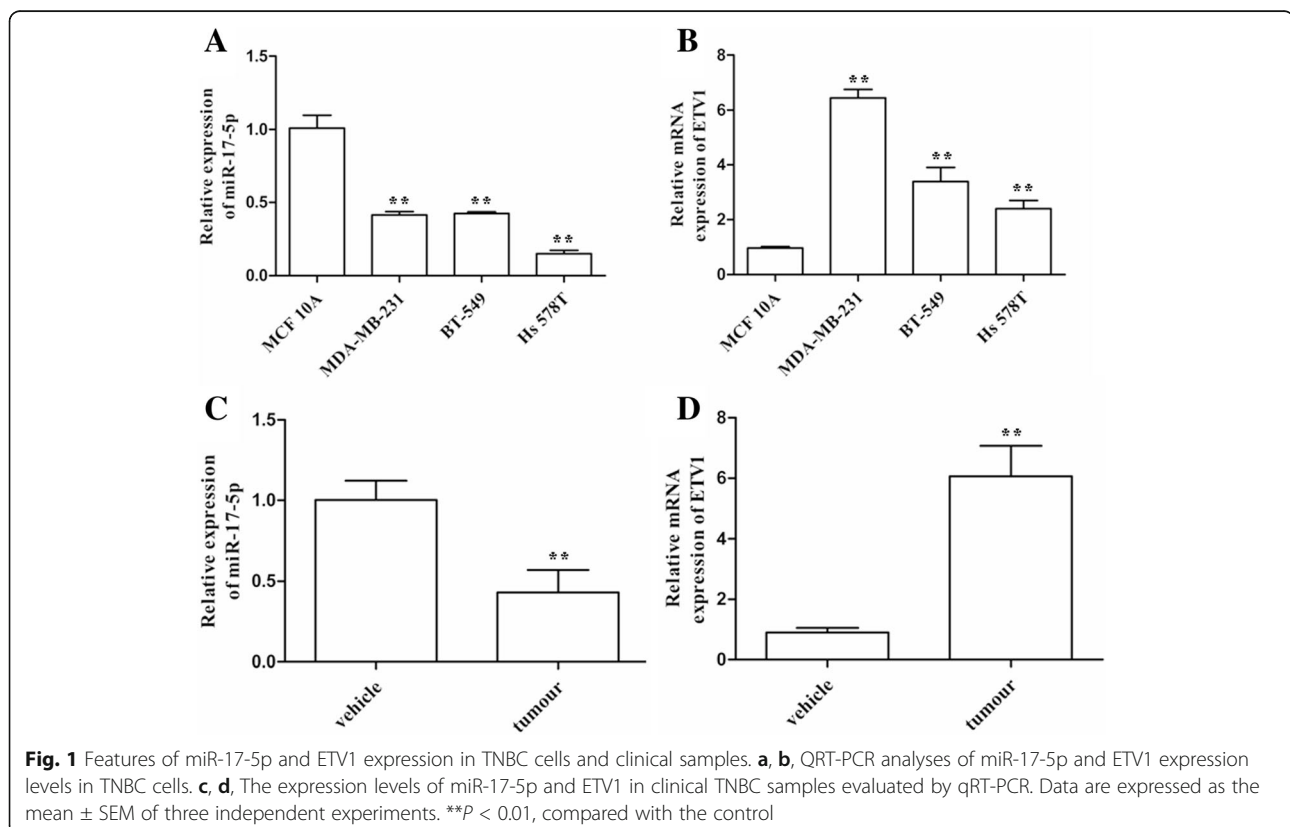 A
Relative expression
of miR-17-5p
1.5
1.0
0.5
0.0
**
**
**
MCF 10A
MDA-MB-231
BT-549
Hs 578T
B
Relative mRNA
expression of ETV1
8
6
4
2
0
**
**
**
MCF 10A
MDA-MB-231
BT-549
Hs 578T
C
Relative expression
of miR-17-5p
1.5
1.0
0.5
0.0
**
vehicle
tumour
D
Relative mRNA
expression of ETV1
8
6
4
2
0
**
vehicle
tumour
Fig. 1 Features of miR-17-5p and ETV1 expression in TNBC cells and clinical samples. a, b, QRT-PCR analyses of miR-17-5p and ETV1 expression
levels in TNBC cells. c, d, The expression levels of miR-17-5p and ETV1 in clinical TNBC samples evaluated by qRT-PCR. Data are expressed as the
mean ± SEM of three independent experiments. **P < 0.01, compared with the control